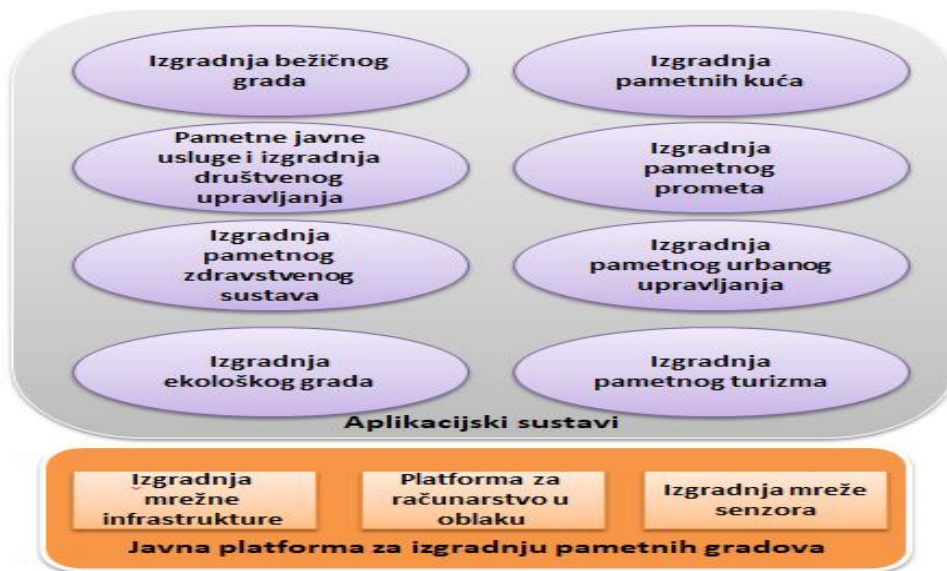 Izgradnja bežičnog
grada
Izgradnja
pametnih kuća
Pametne javne
usluge i izgradnja
društvenog
upravljanja
Izgradnja
pametnog
prometa
Izgradnja
pametnog
zdravstvenog
sustava
Izgradnja
pametnog urbanog
upravljanja
Izgradnja
ekološkog grada
Izgradnja
pametnog turizma
Aplikacijski sustavi
Izgradnja
mrežne
infrastrukture
Platforma za
računarstvo u
oblaku
Izgradnja mreže
senzora
Javna platforma za izgradnju pametnih gradova